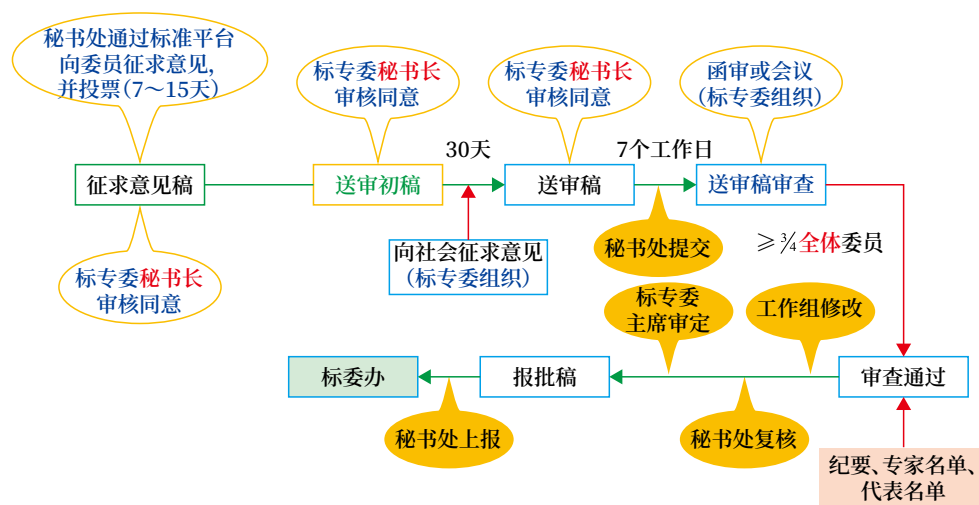 秘书处通过标准平台
向委员征求意见,
并投票(7～15天)
标专委秘书长
审核同意
标专委秘书长
审核同意
函审或会议
(标专委组织)
30天
7个工作日
征求意见稿
送审初稿
送审稿
送审稿审查
秘书处提交
≥3/4全体委员
向社会征求意见
(标专委组织)
标专委秘书长
审核同意
标专委
主席审定
工作组修改
标委办
报批稿
审查通过
秘书处上报
秘书处复核
纪要、专家名单、
代表名单